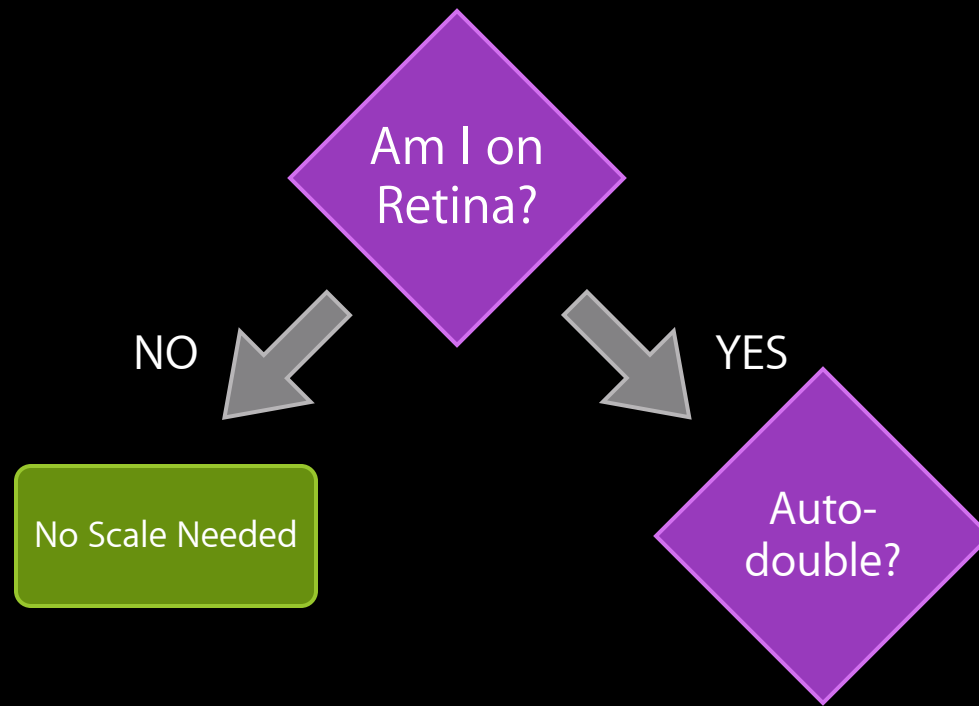 Am I on
Retina?
NO
YES
No Scale Needed
Auto-
double?